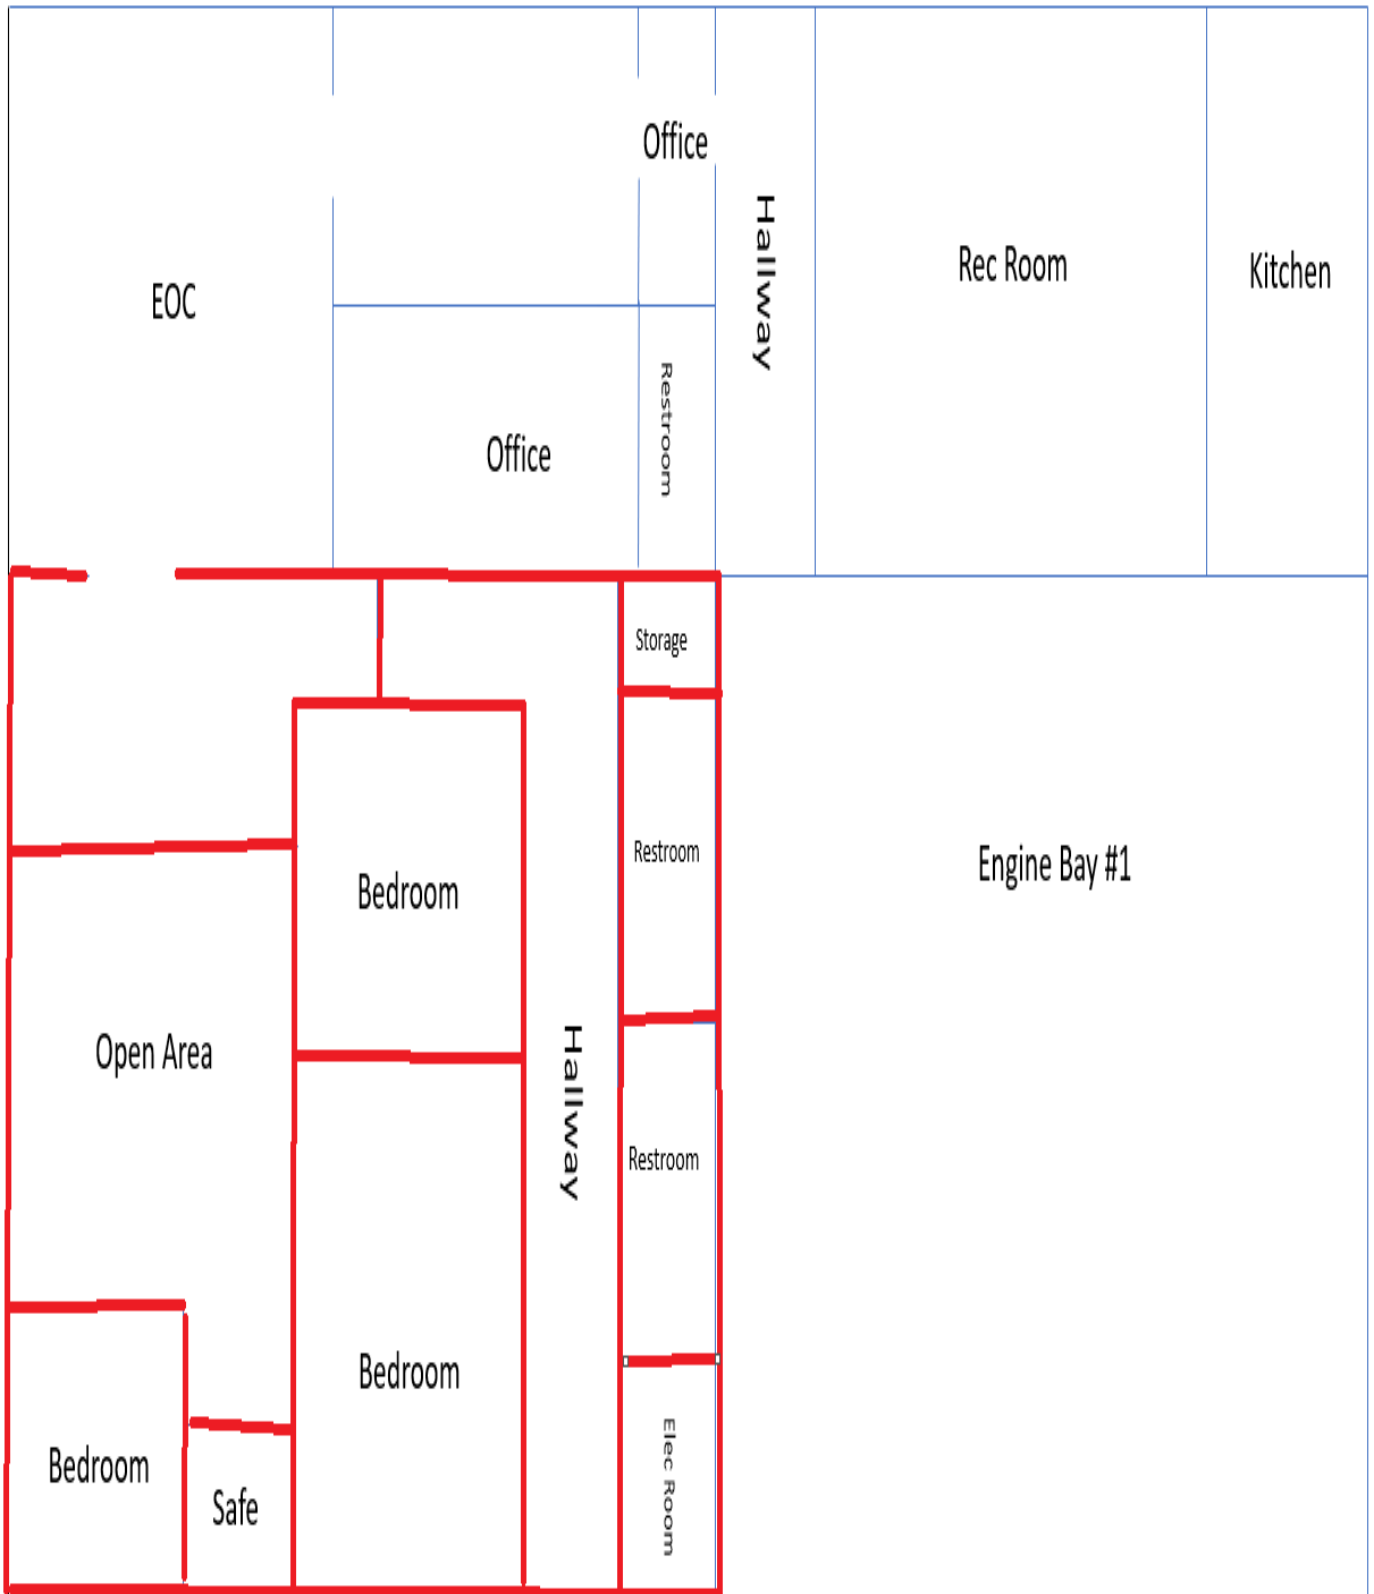 Office
Hallway
Rec Room
Kitchen
EOC
Restroom
Office
Storage
Restroom
Engine Bay #1
Bedroom
Open Area
Hallway
Restroom
Bedroom
Bedroom
Safe
Elec Room